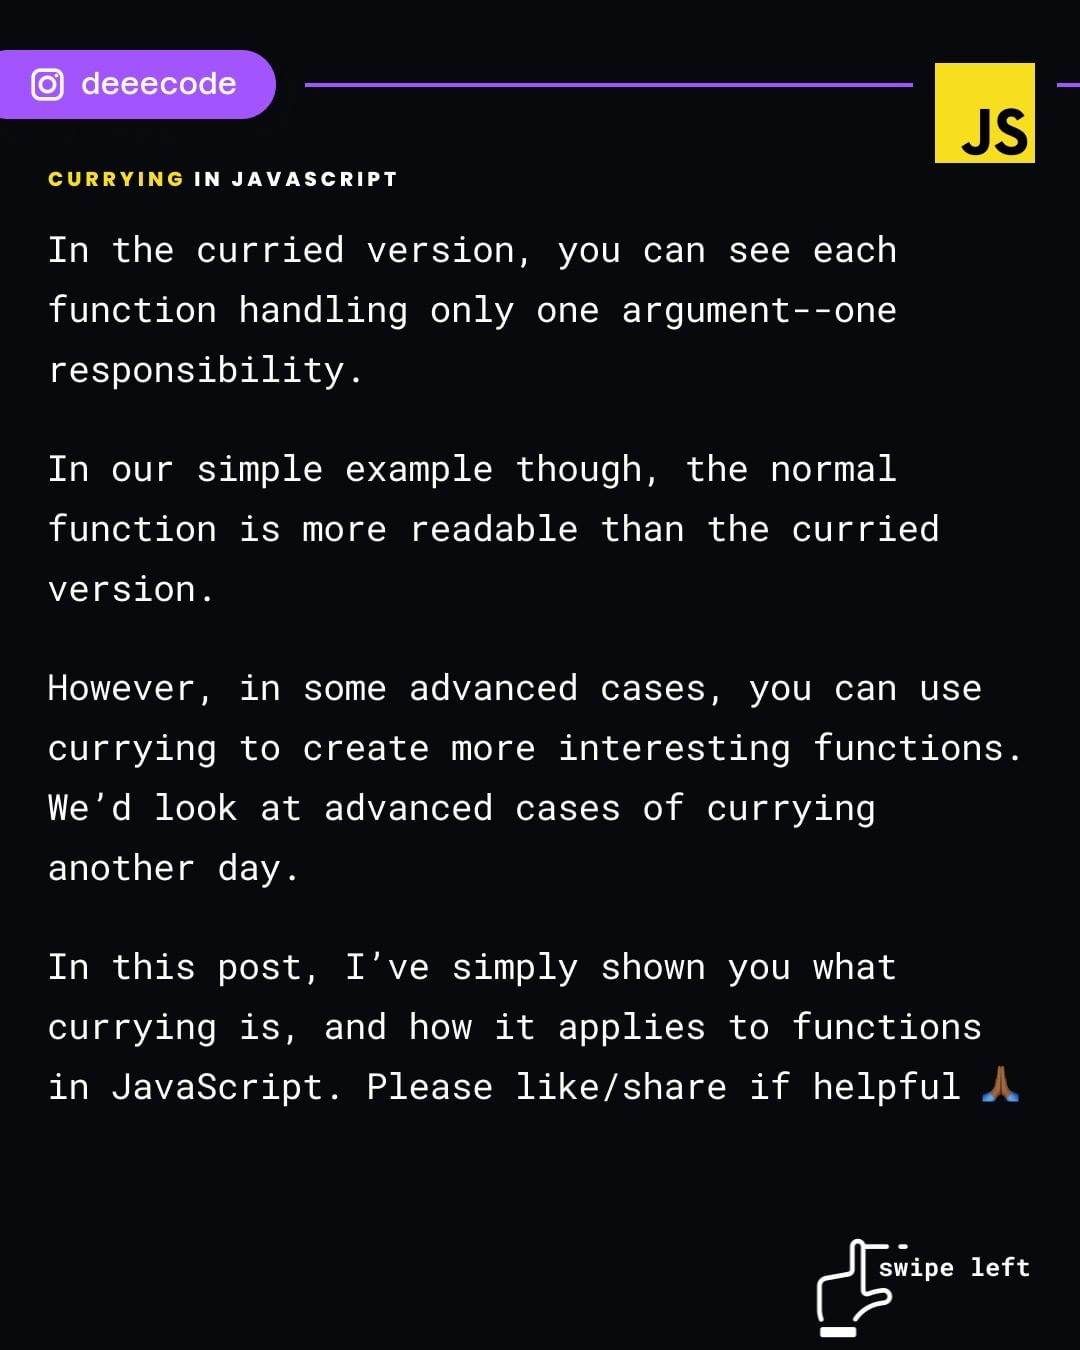 deeecode
JS
CURRYING IN JAVASCRIPT
In the curried version, you can see each
function handling only one argument--one
responsibility.
In our simple example though, the normal
function is more readable than the curried
version.
However, in some advanced cases, you can use
currying to create more interesting functions.
We’d look at advanced cases of currying
another day.
In this post, I’ve simply shown you what
currying is, and how it applies to functions
in JavaScript. Please like/share if helpful 🙏🏾
swipe left